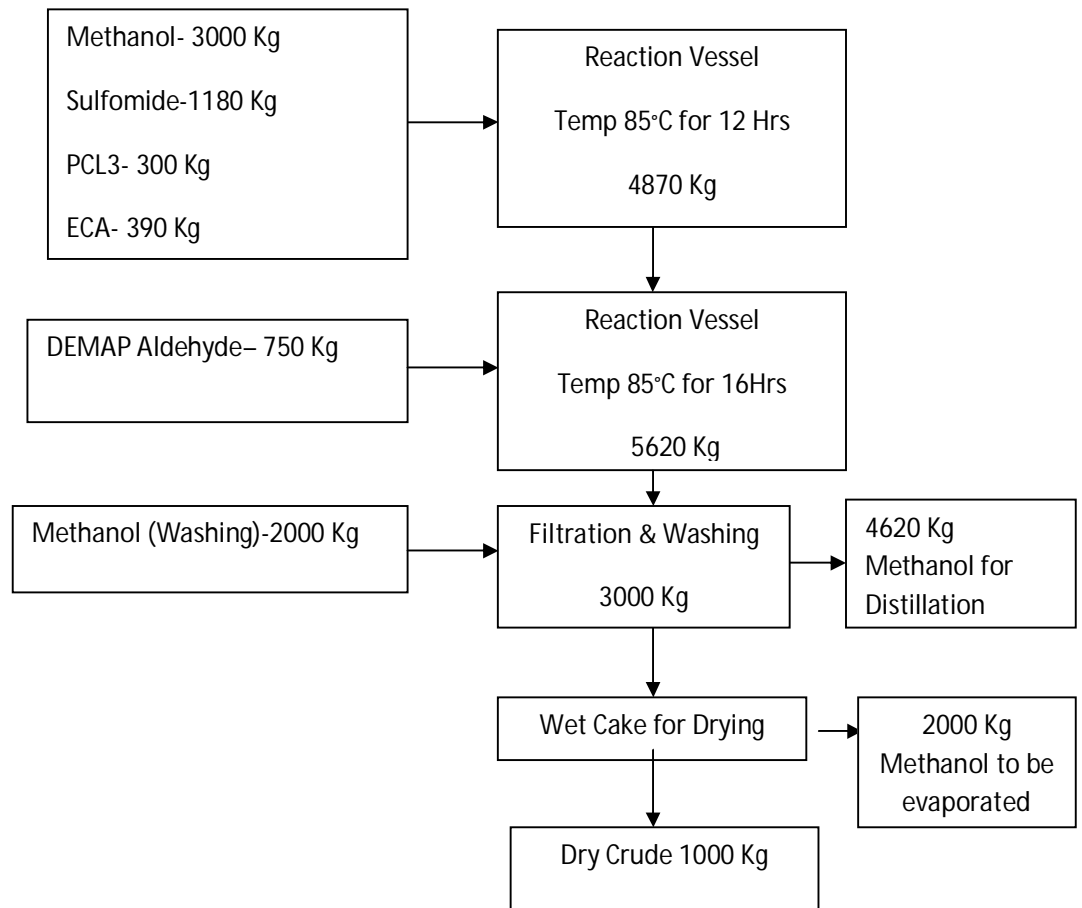 Methanol- 3000 Kg
Sulfomide-1180 Kg
PCL3- 300 Kg
ECA- 390 Kg
Reaction Vessel
Temp 85°C for 12 Hrs
4870 Kg
DEMAP Aldehyde– 750 Kg
Reaction Vessel
Temp 85°C for 16Hrs
5620 Kg
Methanol (Washing)-2000 Kg
Filtration & Washing
3000 Kg
4620 Kg
Methanol for
Distillation
Wet Cake for Drying
2000 Kg
Methanol to be
evaporated
Dry Crude 1000 Kg